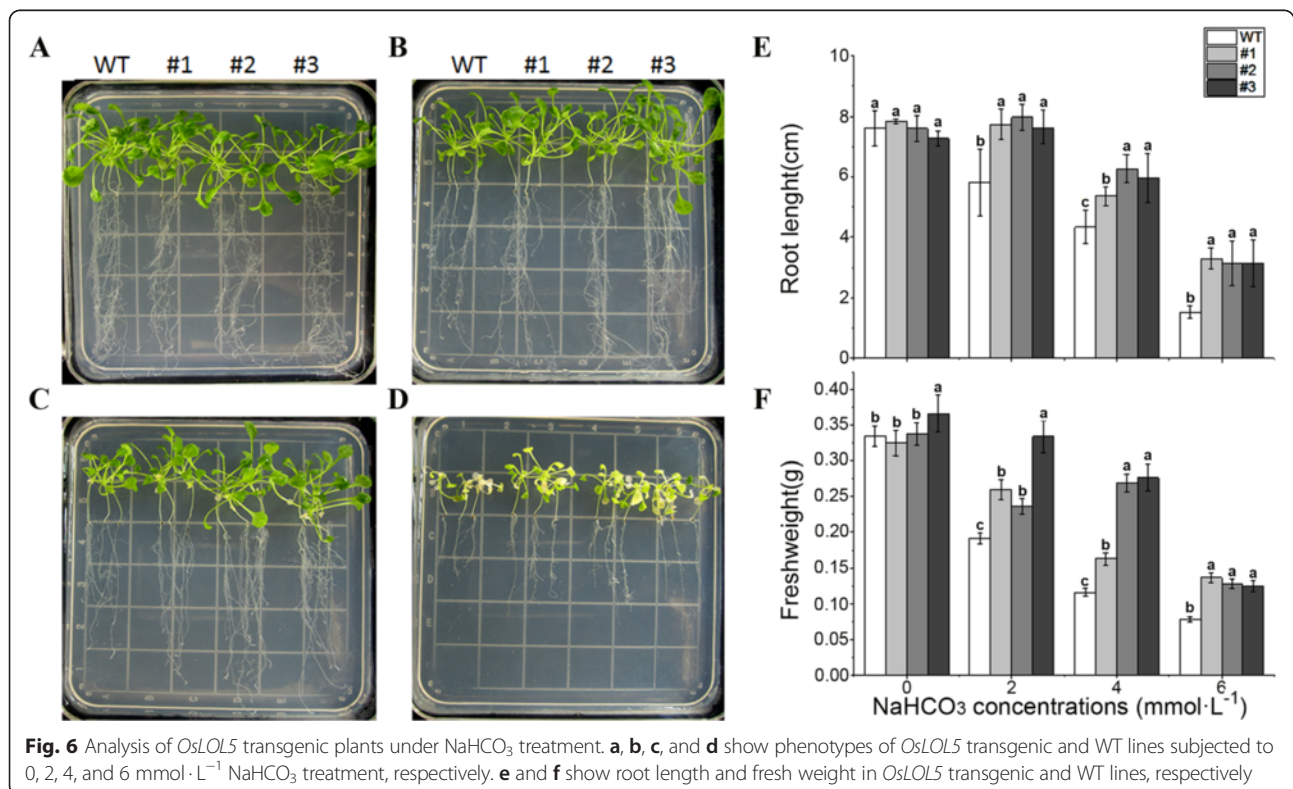 A
WT #1 #2 #3
B
WT #1 #2 #3
C
D
E
WT
#1
#2
#3
Root lenght(cm)
10
8
6
4
2
0
a a a a
b a a a
c b a a
b a a a
F
Freshweight(g)
0.40
0.35
0.30
0.25
0.20
0.15
0.10
0.05
0.00
b b b a
c b b a
c b a a
b a a a
0 2 4 6
NaHCO3 concentrations (mmol·L⁻¹)
Fig. 6 Analysis of OsLOL5 transgenic plants under NaHCO₃ treatment. a, b, c, and d show phenotypes of OsLOL5 transgenic and WT lines subjected to
0, 2, 4, and 6 mmol · L⁻¹ NaHCO₃ treatment, respectively. e and f show root length and fresh weight in OsLOL5 transgenic and WT lines, respectively